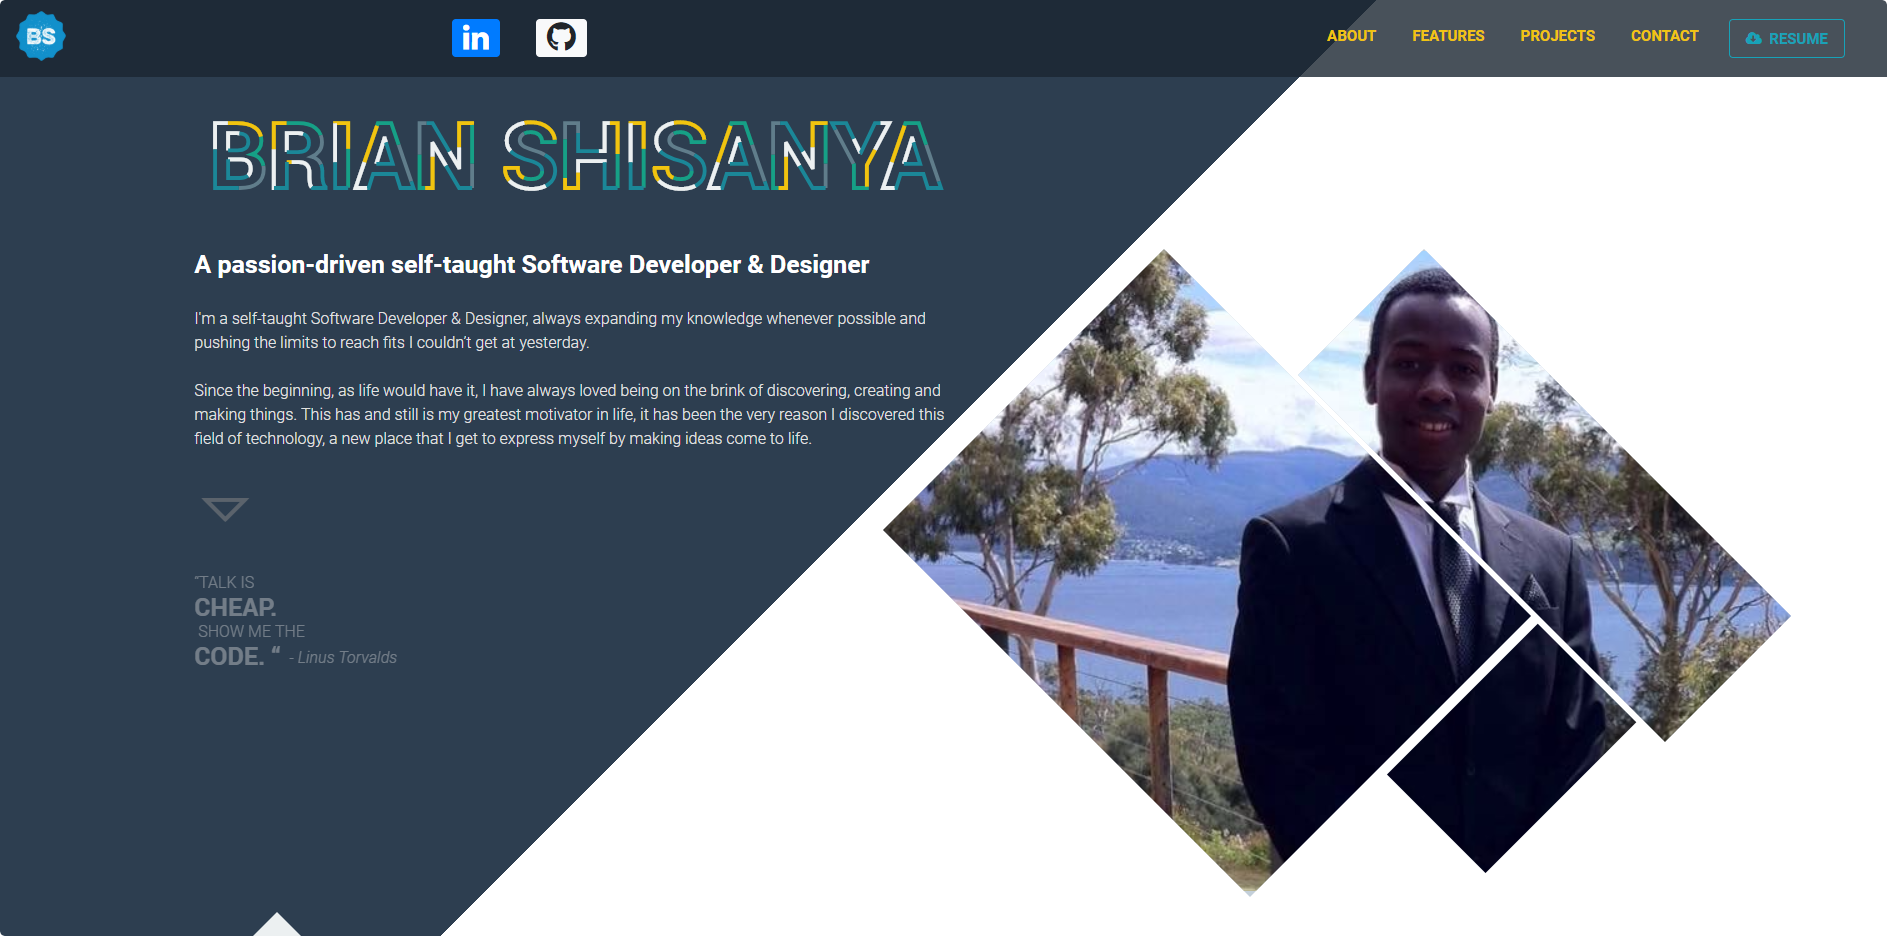 BS
in
ABOUT
FEATURES
PROJECTS
CONTACT
RESUME
BRIAN SHISANYA
A passion-driven self-taught Software Developer & Designer
I'm a self-taught Software Developer & Designer, always expanding my knowledge whenever possible and
pushing the limits to reach fits I couldn't get at yesterday.
Since the beginning, as life would have it, I have always loved being on the brink of discovering, creating and
making things. This has and still is my greatest motivator in life, it has been the very reason I discovered this
field of technology, a new place that I get to express myself by making ideas come to life.
“TALK IS
CHEAP.
SHOW ME THE
CODE. “ - Linus Torvalds